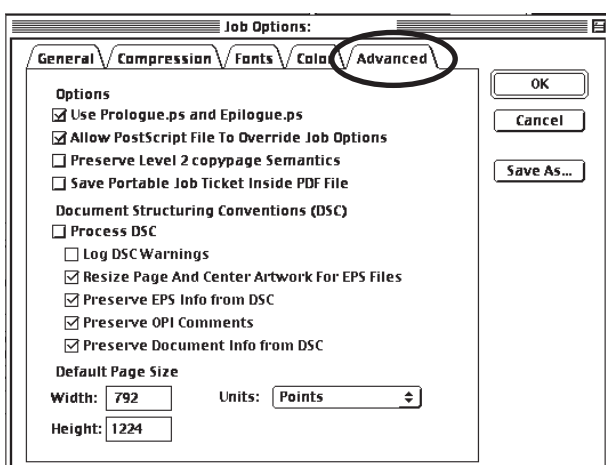 Job Options:
General Compression Fonts Color Advanced
Options
Use Prologue.ps and Epilogue.ps
Allow PostScript File To Override Job Options
Preserve Level 2 copypage Semantics
Save Portable Job Ticket Inside PDF File
Document Structuring Conventions (DSC)
Process DSC
Log DSC Warnings
Resize Page And Center Artwork For EPS Files
Preserve EPS Info from DSC
Preserve OPI Comments
Preserve Document Info from DSC
Default Page Size
Width: 792 Units: Points
Height: 1224
OK
Cancel
Save As...